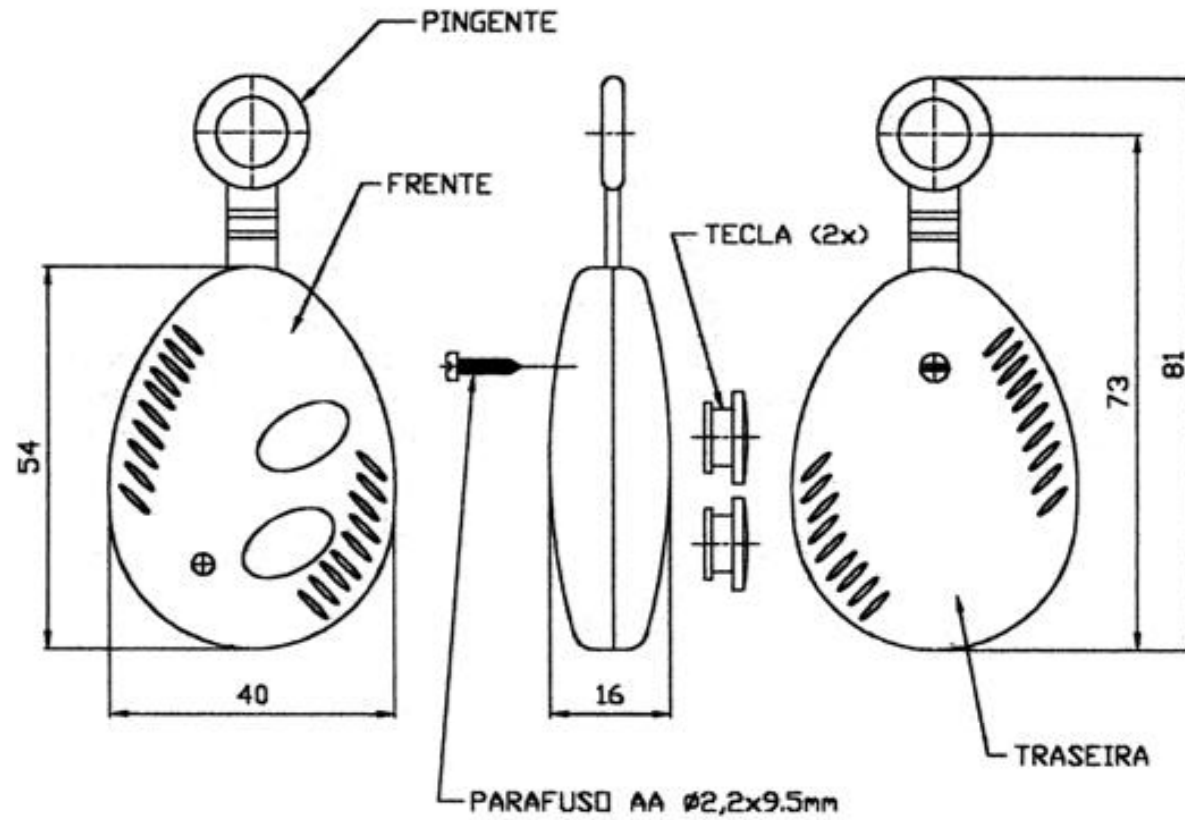 PINGENTE
FRENTE
TECLA (2x)
54
40
16
73
81
TRASEIRA
PARAFUSO AA Ø2,2x9.5mm